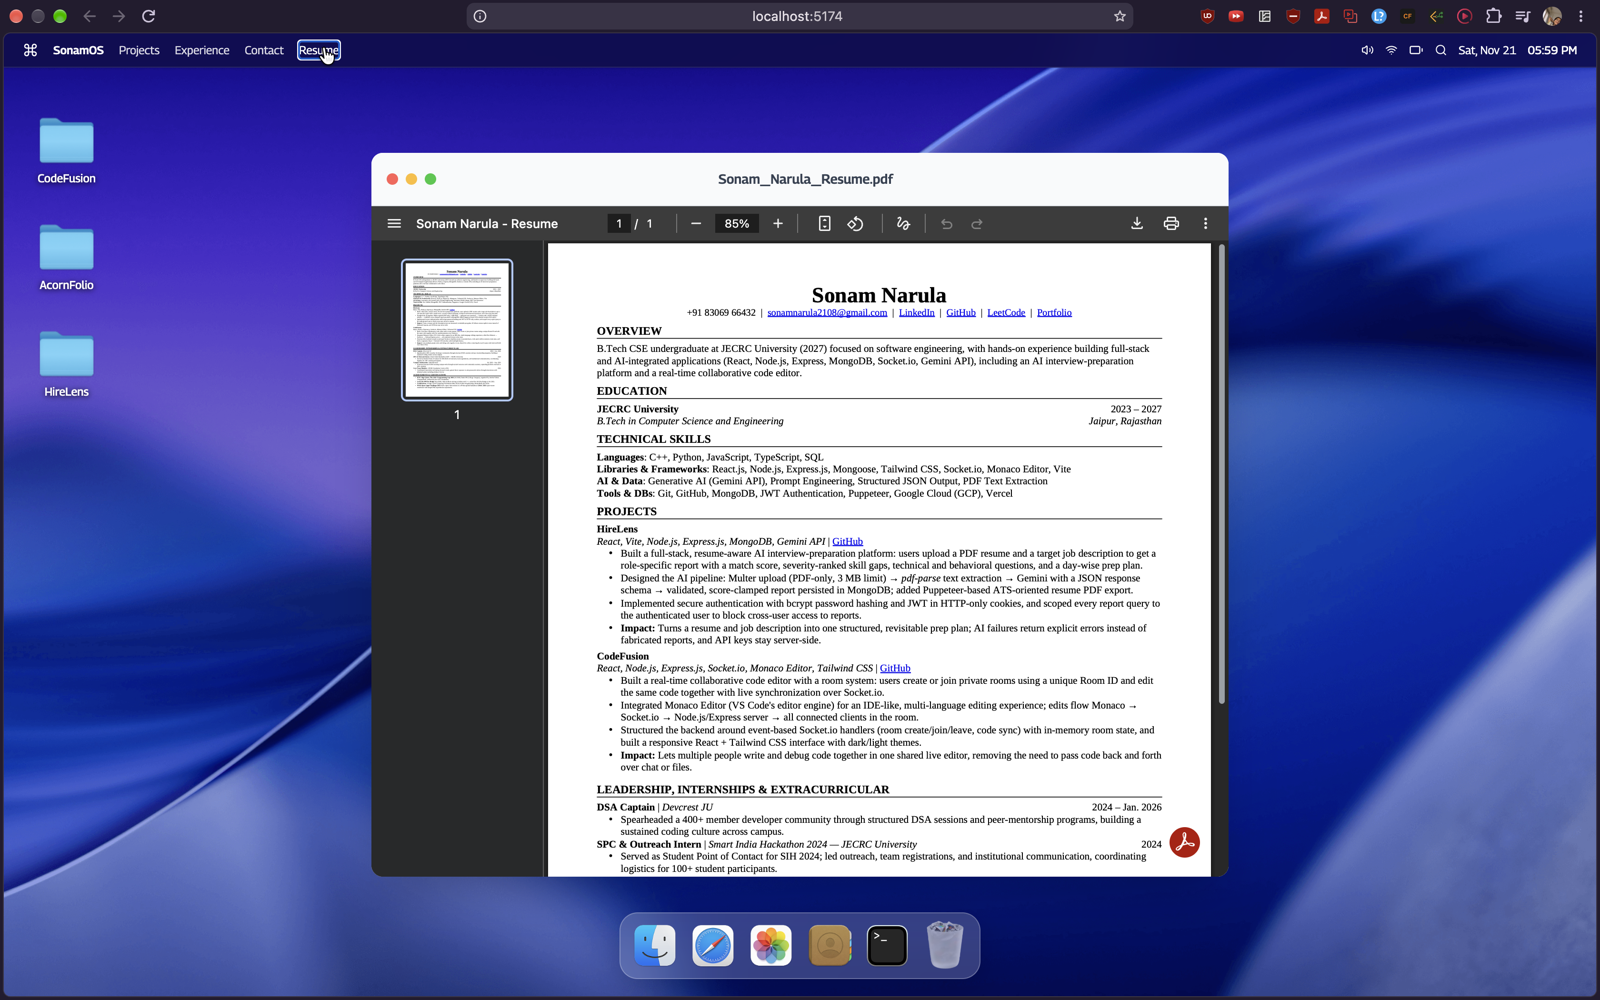 localhost:5174
SonamOS Projects Experience Contact Resume
Sat, Nov 21 05:59 PM
CodeFusion
AcornFolio
HireLens
Sonam_Narula_Resume.pdf
Sonam Narula - Resume
1 / 1
85%
1
Sonam Narula
+91 83069 66432 | sonamnarula2108@gmail.com | LinkedIn | GitHub | LeetCode | Portfolio
OVERVIEW
B.Tech CSE undergraduate at JECRC University (2027) focused on software engineering, with hands-on experience building full-stack
and AI-integrated applications (React, Node.js, Express, MongoDB, Socket.io, Gemini API), including an AI interview-preparation
platform and a real-time collaborative code editor.
EDUCATION
JECRC University 2023 – 2027
B.Tech in Computer Science and Engineering Jaipur, Rajasthan
TECHNICAL SKILLS
Languages: C++, Python, JavaScript, TypeScript, SQL
Libraries & Frameworks: React.js, Node.js, Express.js, Mongoose, Tailwind CSS, Socket.io, Monaco Editor, Vite
AI & Data: Generative AI (Gemini API), Prompt Engineering, Structured JSON Output, PDF Text Extraction
Tools & DBs: Git, GitHub, MongoDB, JWT Authentication, Puppeteer, Google Cloud (GCP), Vercel
PROJECTS
HireLens
React, Vite, Node.js, Express.js, MongoDB, Gemini API | GitHub
• Built a full-stack, resume-aware AI interview-preparation platform: users upload a PDF resume and a target job description to get a
role-specific report with a match score, severity-ranked skill gaps, technical and behavioral questions, and a day-wise prep plan.
• Designed the AI pipeline: Multer upload (PDF-only, 3 MB limit) → pdf-parse text extraction → Gemini with a JSON response
schema → validated, score-clamped report persisted in MongoDB; added Puppeteer-based ATS-oriented resume PDF export.
• Implemented secure authentication with bcrypt password hashing and JWT in HTTP-only cookies, and scoped every report query to
the authenticated user to block cross-user access to reports.
• Impact: Turns a resume and job description into one structured, revisitable prep plan; AI failures return explicit errors instead of
fabricated reports, and API keys stay server-side.
CodeFusion
React, Node.js, Express.js, Socket.io, Monaco Editor, Tailwind CSS | GitHub
• Built a real-time collaborative code editor with a room system: users create or join private rooms using a unique Room ID and edit
the same code together with live synchronization over Socket.io.
• Integrated Monaco Editor (VS Code's editor engine) for an IDE-like, multi-language editing experience; edits flow Monaco →
Socket.io → Node.js/Express server → all connected clients in the room.
• Structured the backend around event-based Socket.io handlers (room create/join/leave, code sync) with in-memory room state, and
built a responsive React + Tailwind CSS interface with dark/light themes.
• Impact: Lets multiple people write and debug code together in one shared live editor, removing the need to pass code back and forth
over chat or files.
LEADERSHIP, INTERNSHIPS & EXTRACURRICULAR
DSA Captain | Devcrest JU 2024 – Jan. 2026
• Spearheaded a 400+ member developer community through structured DSA sessions and peer-mentorship programs, building a
sustained coding culture across campus.
SPC & Outreach Intern | Smart India Hackathon 2024 — JECRC University 2024
• Served as Student Point of Contact for SIH 2024; led outreach, team registrations, and institutional communication, coordinating
logistics for 100+ student participants.